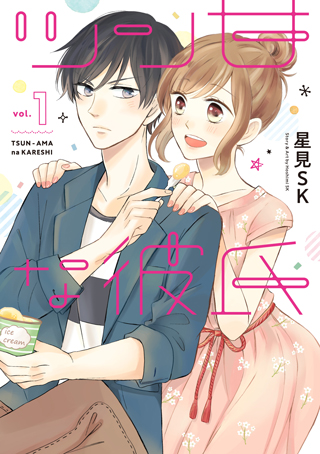 ツン甘
な彼氏
vol.1
TSUN-AMA
na KARESHI
星見SK
Story & Art by Hoshimi SK
ice
cream